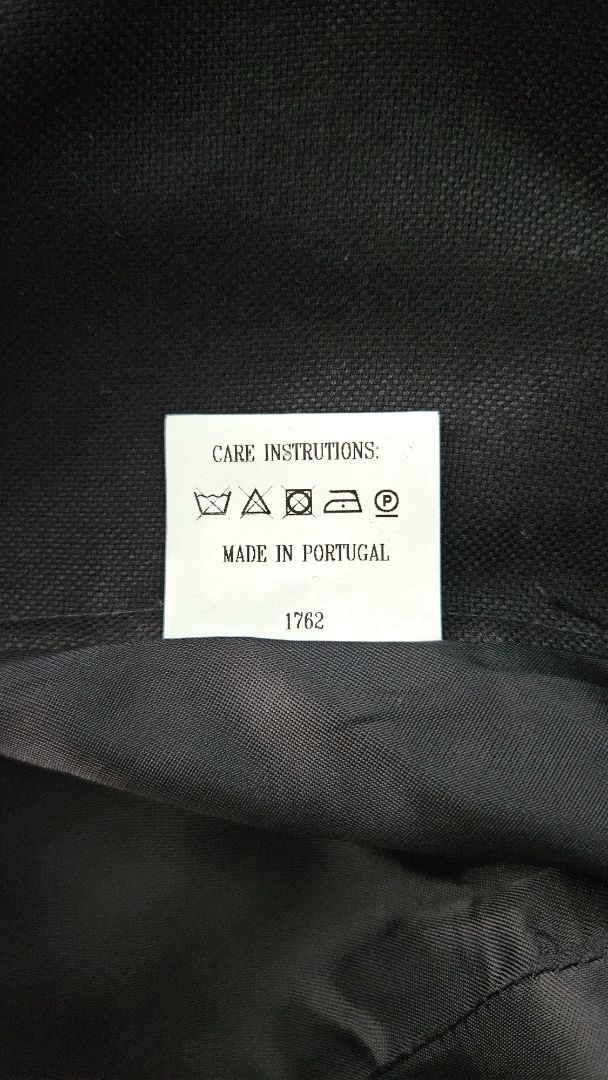 CARE INSTRUTIONS:
P
MADE IN PORTUGAL
1762